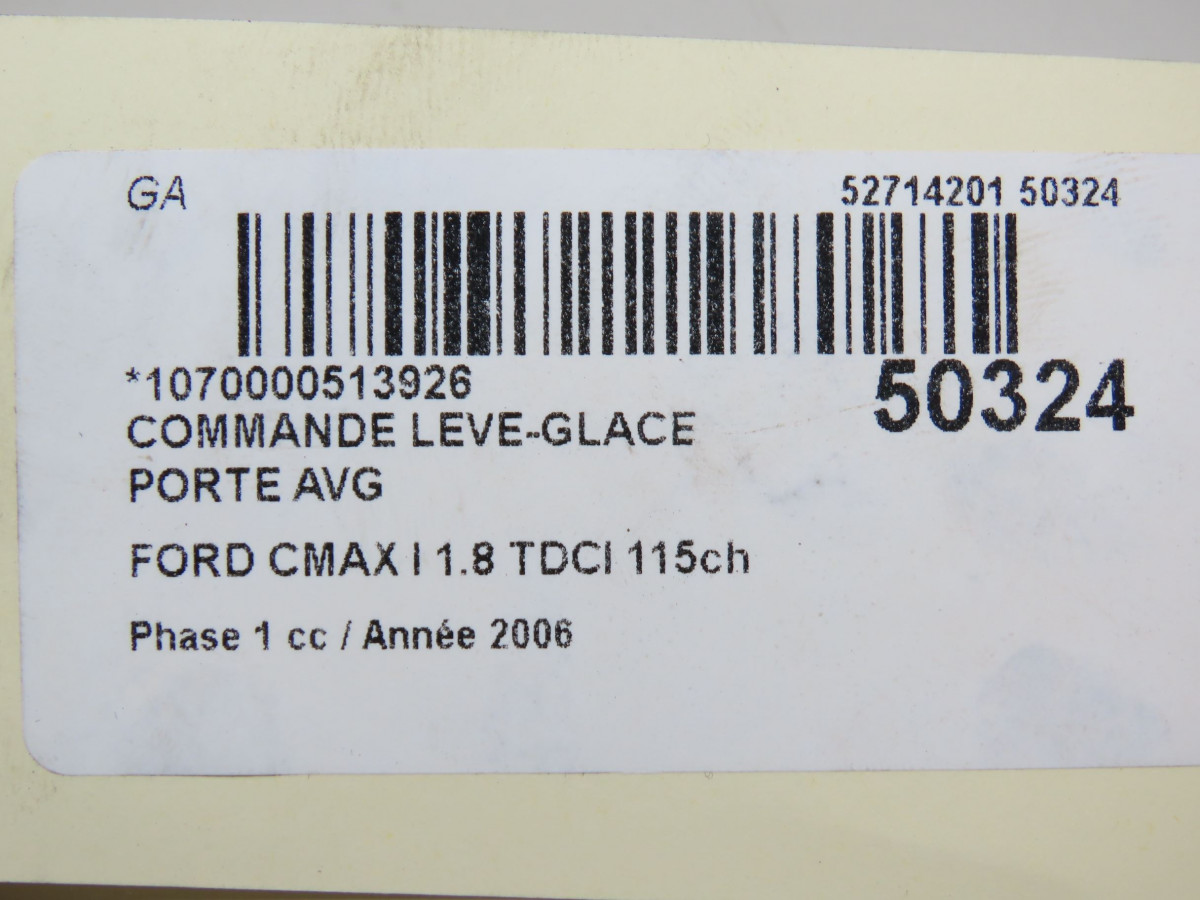 GA 52714201 50324
*1070000513926 50324
COMMANDE LEVE-GLACE
PORTE AVG
FORD CMAX I 1.8 TDCI 115ch
Phase 1 cc / Année 2006